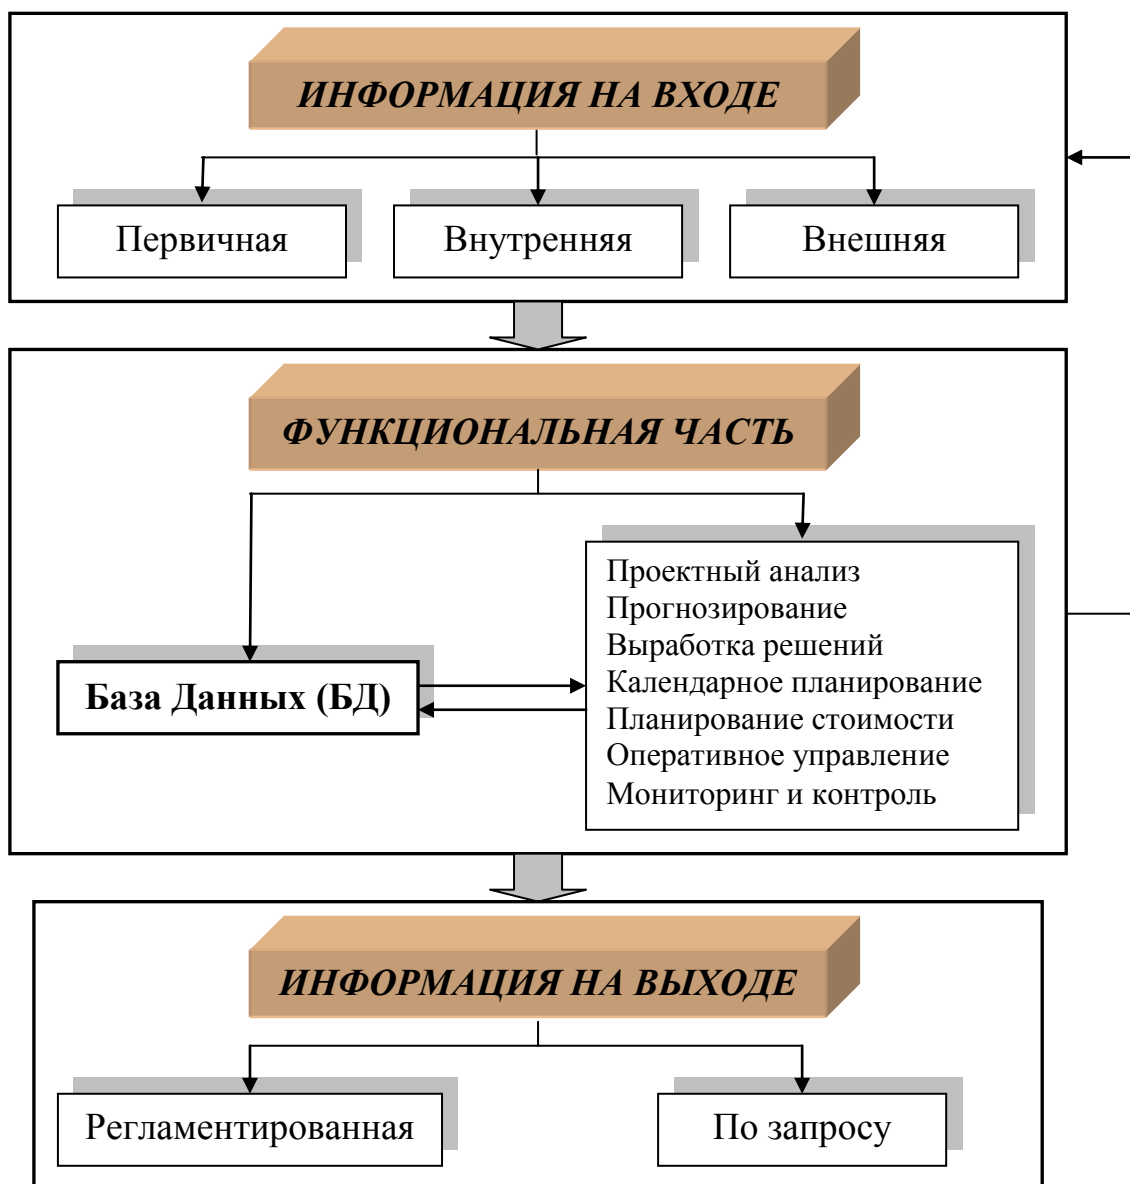 ИНФОРМАЦИЯ НА ВХОДЕ
Первичная
Внутренняя
Внешняя
ФУНКЦИОНАЛЬНАЯ ЧАСТЬ
База Данных (БД)
Проектный анализ
Прогнозирование
Выработка решений
Календарное планирование
Планирование стоимости
Оперативное управление
Мониторинг и контроль
ИНФОРМАЦИЯ НА ВЫХОДЕ
Регламентированная
По запросу